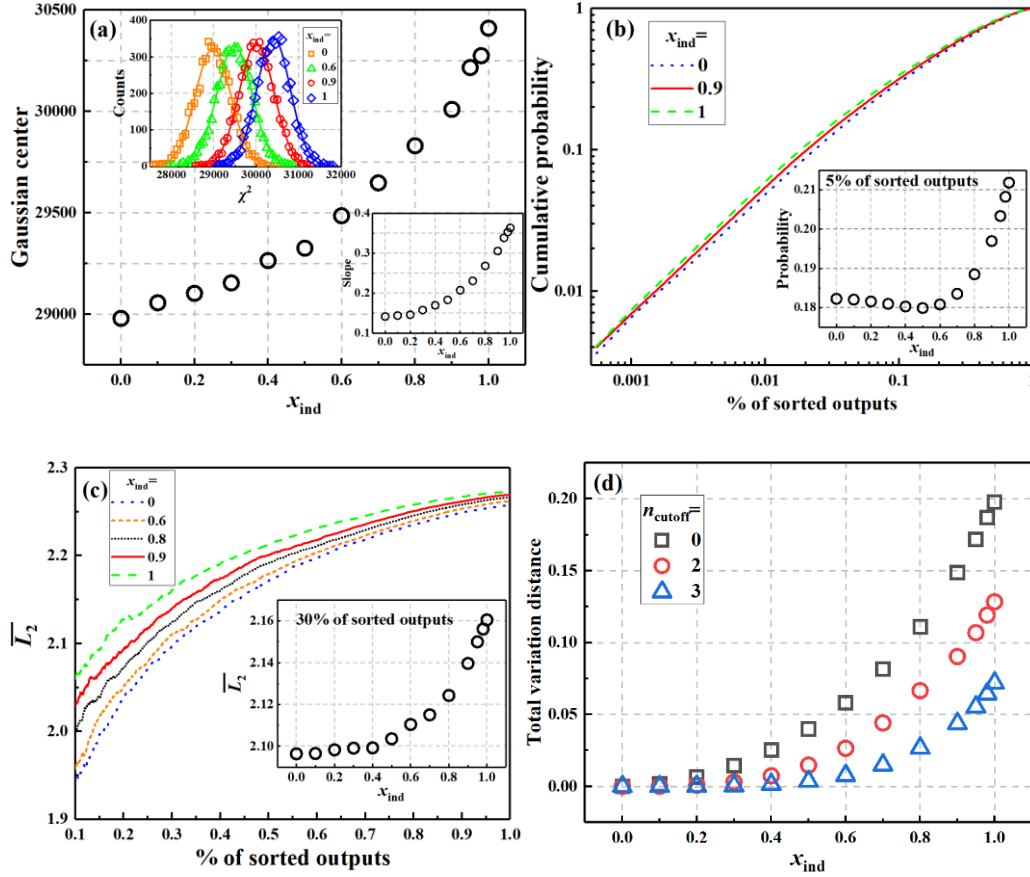 (a)
Gaussian center
30500
30000
29500
29000
0.0 0.2 0.4 0.6 0.8 1.0
x_ind
Counts
400
300
200
100
0
28000 29000 30000 31000 32000
χ²
x_ind=
0
0.6
0.9
1
Slope
0.4
0.3
0.2
0.1
0.0 0.2 0.4 0.6 0.8 1.0
x_ind
(b)
Cumulative probability
1
0.1
0.01
0.001 0.01 0.1 1
% of sorted outputs
x_ind=
0
0.9
1
5% of sorted outputs
Probability
0.21
0.20
0.19
0.18
0.0 0.2 0.4 0.6 0.8 1.0
x_ind
(c)
L̅₂
2.3
2.2
2.1
2.0
1.9
0.1 0.2 0.3 0.4 0.5 0.6 0.7 0.8 0.9 1.0
% of sorted outputs
x_ind=
0
0.6
0.8
0.9
1
30% of sorted outputs
L̅₂
2.16
2.14
2.12
2.10
0.0 0.2 0.4 0.6 0.8 1.0
x_ind
(d)
Total variation distance
0.20
0.15
0.10
0.05
0.00
0.0 0.2 0.4 0.6 0.8 1.0
x_ind
n_cutoff=
0
2
3